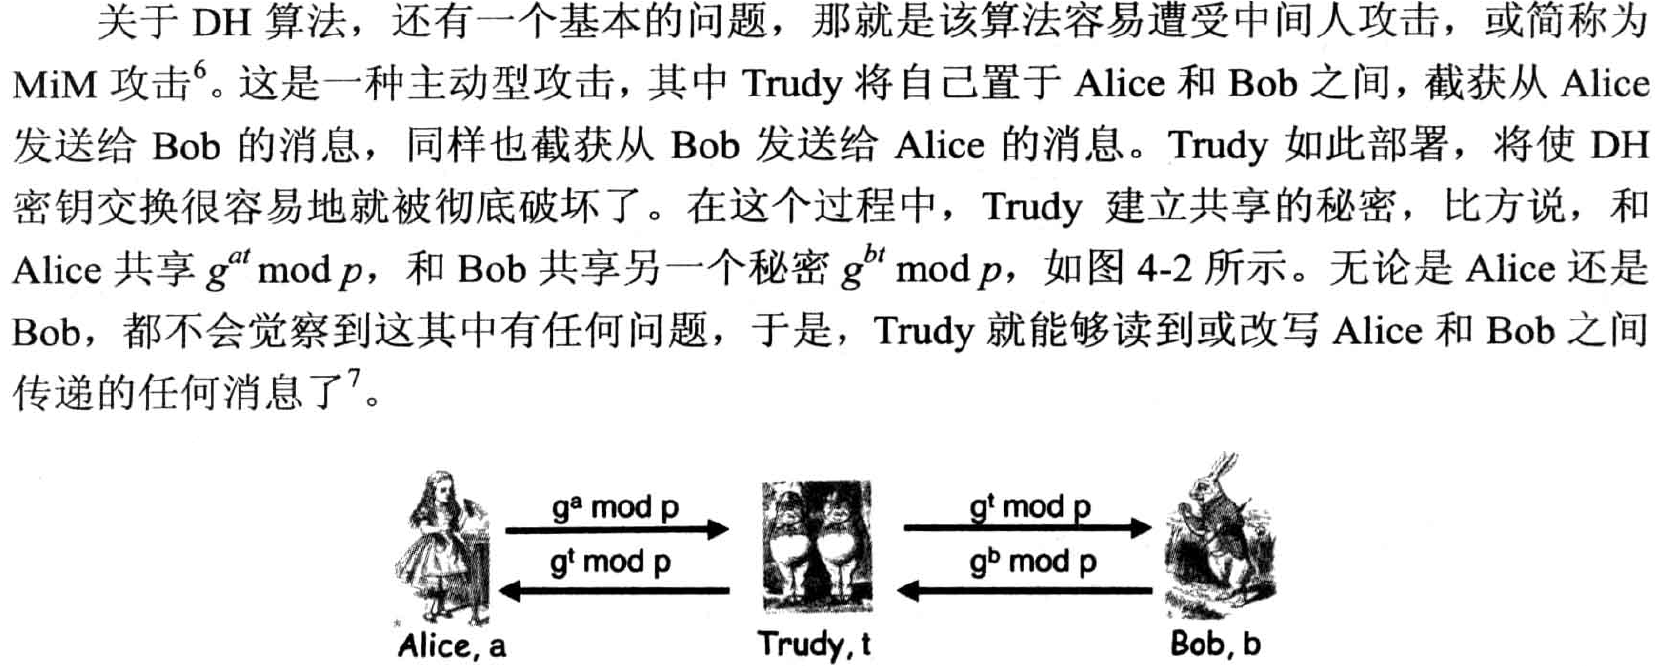 关于 DH 算法，还有一个基本的问题，那就是该算法容易遭受中间人攻击，或简称为
MiM 攻击⁶。这是一种主动型攻击，其中 Trudy 将自己置于 Alice 和 Bob 之间，截获从 Alice
发送给 Bob 的消息，同样也截获从 Bob 发送给 Alice 的消息。Trudy 如此部署，将使 DH
密钥交换很容易地就被彻底破坏了。在这个过程中，Trudy 建立共享的秘密，比方说，和
Alice 共享 gᵃᵗ mod p，和 Bob 共享另一个秘密 gᵇᵗ mod p，如图 4-2 所示。无论是 Alice 还是
Bob，都不会觉察到这其中有任何问题，于是，Trudy 就能够读到或改写 Alice 和 Bob 之间
传递的任何消息了⁷。
gᵃ mod p gᵗ mod p
gᵗ mod p gᵇ mod p
Alice, a Trudy, t Bob, b